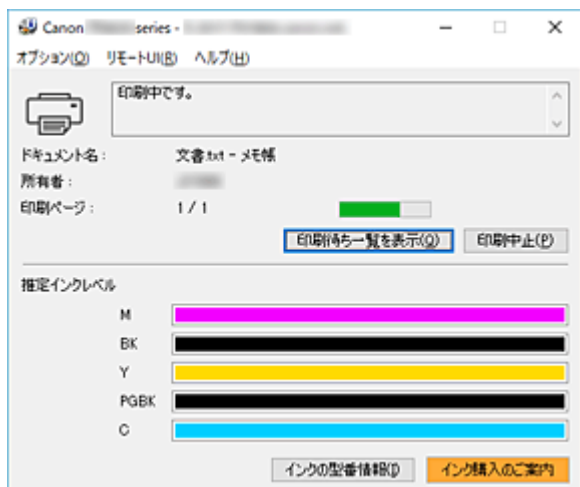 Canon series -
オプション(O) リモートUI(R) ヘルプ(H)
印刷中です。
ドキュメント名 : 文書.txt - メモ帳
所有者 :
印刷ページ : 1 / 1
印刷待ち一覧を表示(Q) 印刷中止(P)
推定インクレベル
M
BK
Y
PGBK
C
インクの型番情報(I) インク購入のご案内